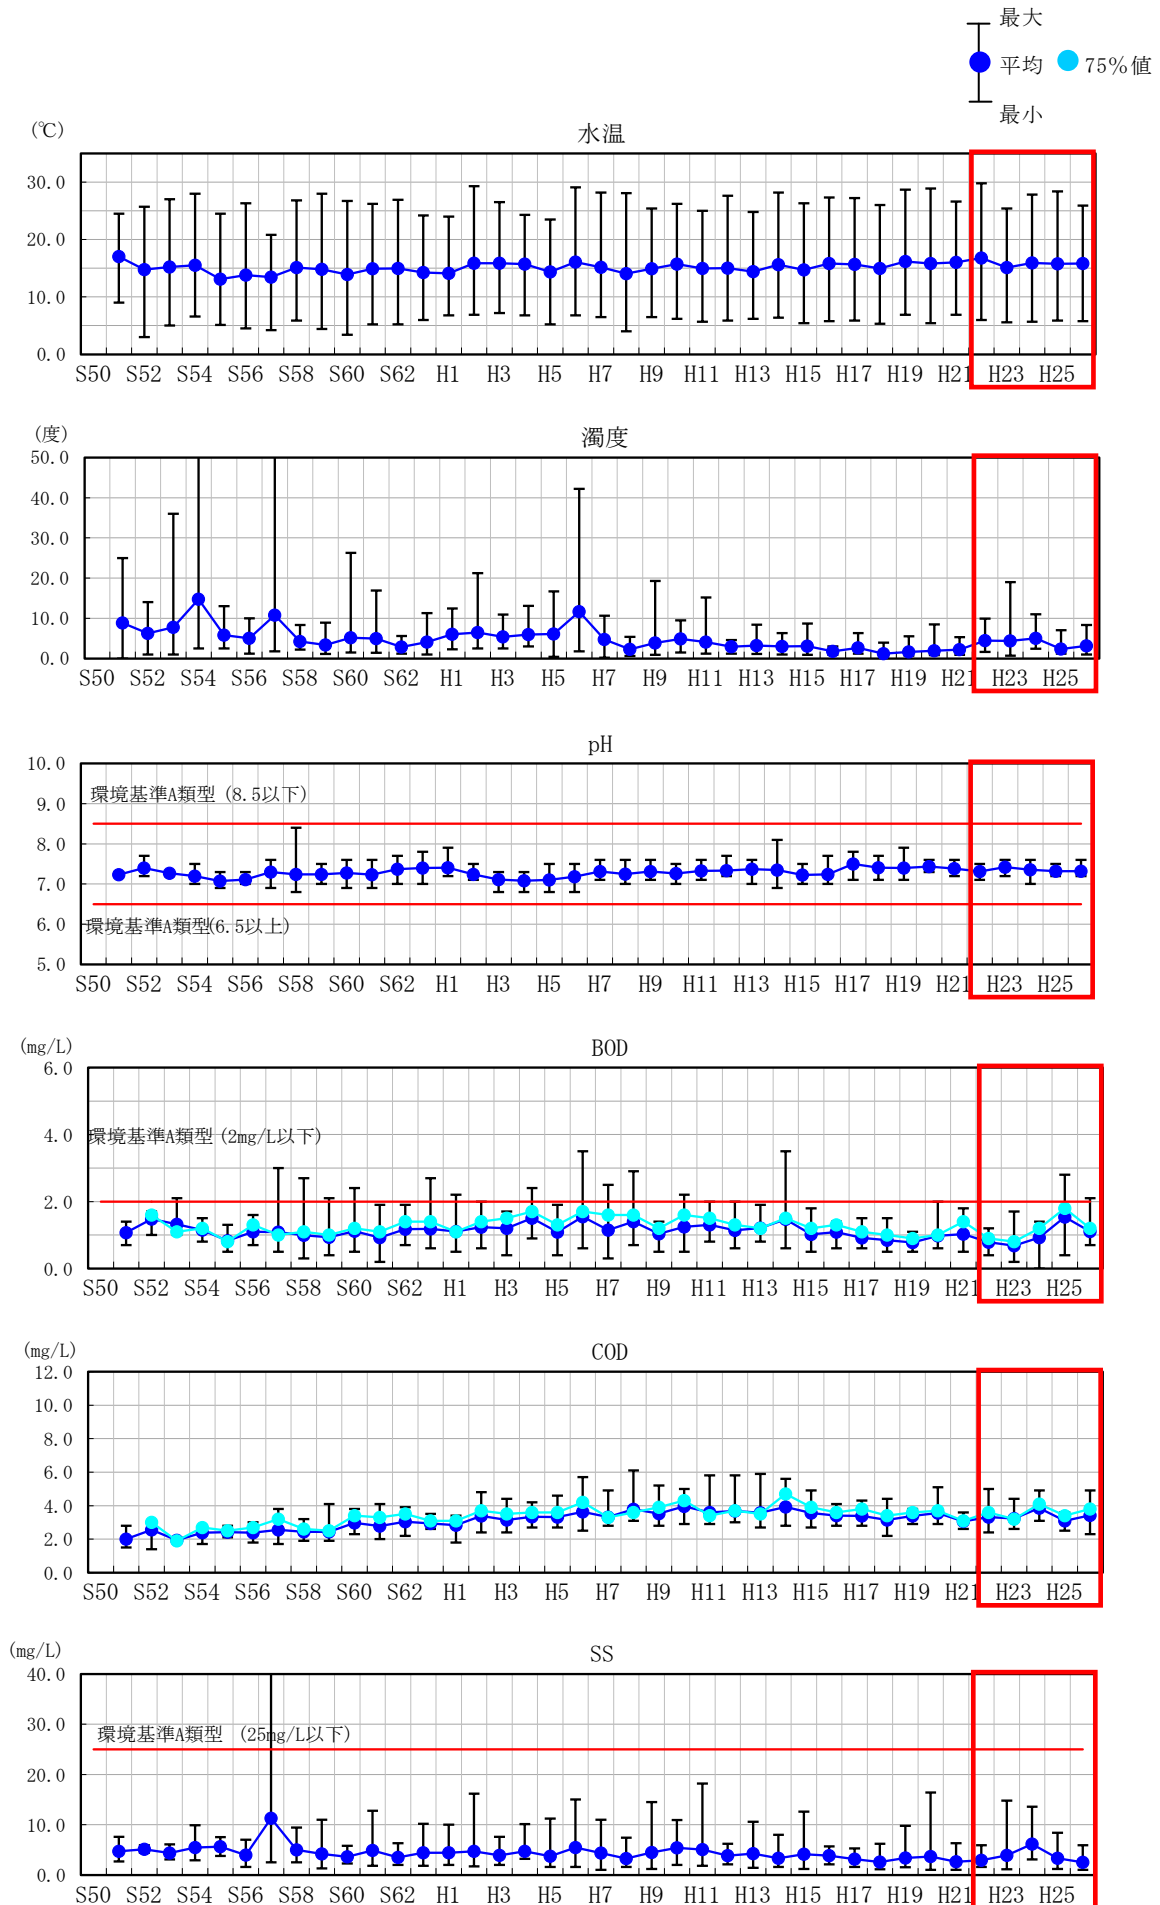 最大
平均 75%値
最小
(℃) 水温
30.0
20.0
10.0
0.0
S50 S52 S54 S56 S58 S60 S62 H1 H3 H5 H7 H9 H11 H13 H15 H17 H19 H21 H23 H25
(度) 濁度
50.0
40.0
30.0
20.0
10.0
0.0
S50 S52 S54 S56 S58 S60 S62 H1 H3 H5 H7 H9 H11 H13 H15 H17 H19 H21 H23 H25
pH
10.0
環境基準A類型 (8.5以下)
9.0
8.0
7.0
環境基準A類型(6.5以上)
6.0
5.0
S50 S52 S54 S56 S58 S60 S62 H1 H3 H5 H7 H9 H11 H13 H15 H17 H19 H21 H23 H25
(mg/L) BOD
6.0
4.0 環境基準A類型 (2mg/L以下)
2.0
0.0
S50 S52 S54 S56 S58 S60 S62 H1 H3 H5 H7 H9 H11 H13 H15 H17 H19 H21 H23 H25
(mg/L) COD
12.0
10.0
8.0
6.0
4.0
2.0
0.0
S50 S52 S54 S56 S58 S60 S62 H1 H3 H5 H7 H9 H11 H13 H15 H17 H19 H21 H23 H25
(mg/L) SS
40.0
30.0
環境基準A類型 (25mg/L以下)
20.0
10.0
0.0
S50 S52 S54 S56 S58 S60 S62 H1 H3 H5 H7 H9 H11 H13 H15 H17 H19 H21 H23 H25